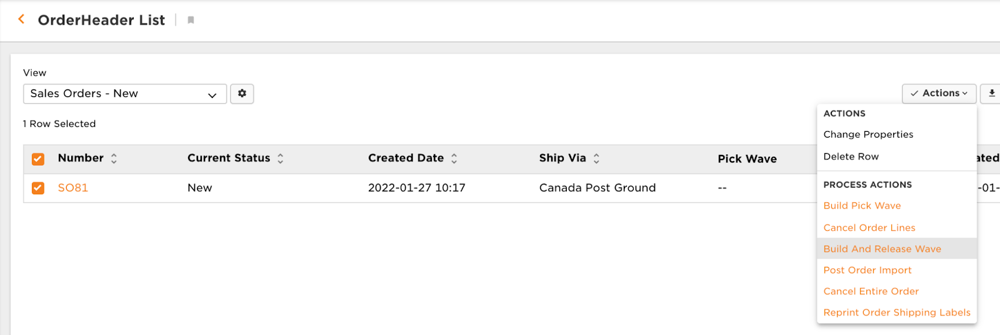 OrderHeader List
View
Sales Orders - New
Actions
1 Row Selected
Number Current Status Created Date Ship Via Pick Wave ated
SO81 New 2022-01-27 10:17 Canada Post Ground -- -01-
ACTIONS
Change Properties
Delete Row
PROCESS ACTIONS
Build Pick Wave
Cancel Order Lines
Build And Release Wave
Post Order Import
Cancel Entire Order
Reprint Order Shipping Labels